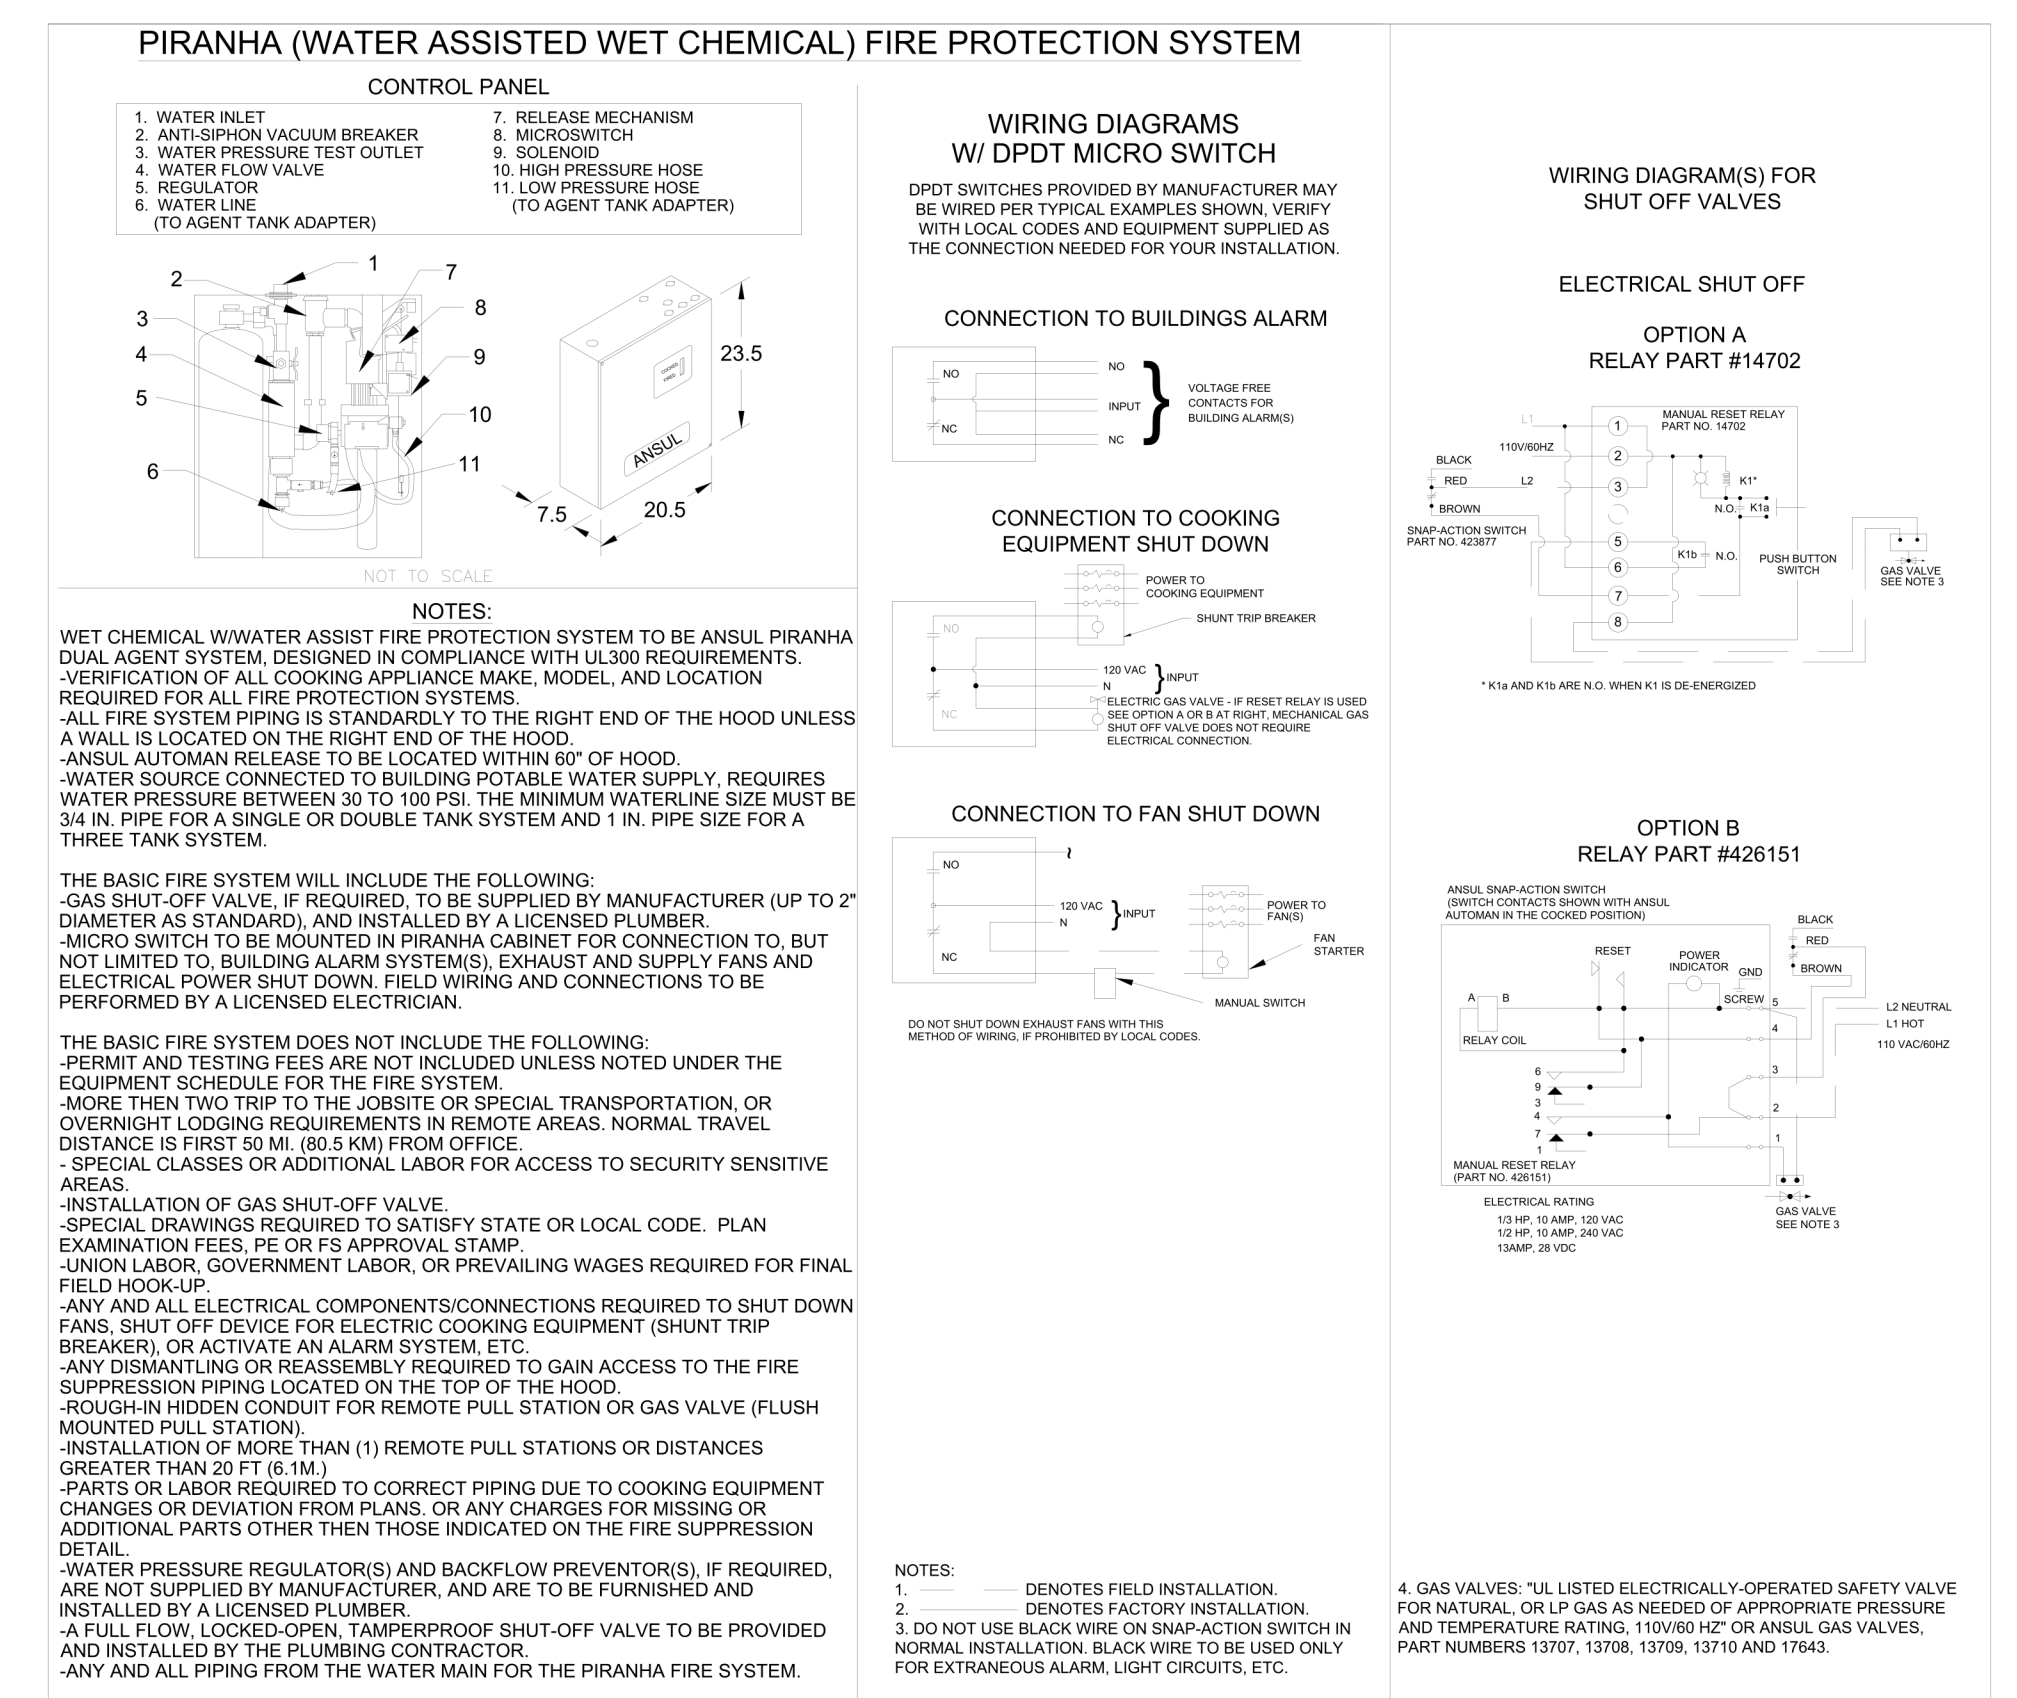 PIRANHA (WATER ASSISTED WET CHEMICAL) FIRE PROTECTION SYSTEM
CONTROL PANEL
1. WATER INLET
2. ANTI-SIPHON VACUUM BREAKER
3. WATER PRESSURE TEST OUTLET
4. WATER FLOW VALVE
5. REGULATOR
6. WATER LINE
(TO AGENT TANK ADAPTER)
7. RELEASE MECHANISM
8. MICROSWITCH
9. SOLENOID
10. HIGH PRESSURE HOSE
11. LOW PRESSURE HOSE
(TO AGENT TANK ADAPTER)
1
2
3
4
5
6
7
8
9
10
11
COCKED
FIRED
ANSUL
23.5
20.5
7.5
NOT TO SCALE
NOTES:
WET CHEMICAL W/WATER ASSIST FIRE PROTECTION SYSTEM TO BE ANSUL PIRANHA
DUAL AGENT SYSTEM, DESIGNED IN COMPLIANCE WITH UL300 REQUIREMENTS.
-VERIFICATION OF ALL COOKING APPLIANCE MAKE, MODEL, AND LOCATION
REQUIRED FOR ALL FIRE PROTECTION SYSTEMS.
-ALL FIRE SYSTEM PIPING IS STANDARDLY TO THE RIGHT END OF THE HOOD UNLESS
A WALL IS LOCATED ON THE RIGHT END OF THE HOOD.
-ANSUL AUTOMAN RELEASE TO BE LOCATED WITHIN 60" OF HOOD.
-WATER SOURCE CONNECTED TO BUILDING POTABLE WATER SUPPLY, REQUIRES
WATER PRESSURE BETWEEN 30 TO 100 PSI. THE MINIMUM WATERLINE SIZE MUST BE
3/4 IN. PIPE FOR A SINGLE OR DOUBLE TANK SYSTEM AND 1 IN. PIPE SIZE FOR A
THREE TANK SYSTEM.
THE BASIC FIRE SYSTEM WILL INCLUDE THE FOLLOWING:
-GAS SHUT-OFF VALVE, IF REQUIRED, TO BE SUPPLIED BY MANUFACTURER (UP TO 2"
DIAMETER AS STANDARD), AND INSTALLED BY A LICENSED PLUMBER.
-MICRO SWITCH TO BE MOUNTED IN PIRANHA CABINET FOR CONNECTION TO, BUT
NOT LIMITED TO, BUILDING ALARM SYSTEM(S), EXHAUST AND SUPPLY FANS AND
ELECTRICAL POWER SHUT DOWN. FIELD WIRING AND CONNECTIONS TO BE
PERFORMED BY A LICENSED ELECTRICIAN.
THE BASIC FIRE SYSTEM DOES NOT INCLUDE THE FOLLOWING:
-PERMIT AND TESTING FEES ARE NOT INCLUDED UNLESS NOTED UNDER THE
EQUIPMENT SCHEDULE FOR THE FIRE SYSTEM.
-MORE THEN TWO TRIP TO THE JOBSITE OR SPECIAL TRANSPORTATION, OR
OVERNIGHT LODGING REQUIREMENTS IN REMOTE AREAS. NORMAL TRAVEL
DISTANCE IS FIRST 50 MI. (80.5 KM) FROM OFFICE.
- SPECIAL CLASSES OR ADDITIONAL LABOR FOR ACCESS TO SECURITY SENSITIVE
AREAS.
-INSTALLATION OF GAS SHUT-OFF VALVE.
-SPECIAL DRAWINGS REQUIRED TO SATISFY STATE OR LOCAL CODE. PLAN
EXAMINATION FEES, PE OR FS APPROVAL STAMP.
-UNION LABOR, GOVERNMENT LABOR, OR PREVAILING WAGES REQUIRED FOR FINAL
FIELD HOOK-UP.
-ANY AND ALL ELECTRICAL COMPONENTS/CONNECTIONS REQUIRED TO SHUT DOWN
FANS, SHUT OFF DEVICE FOR ELECTRIC COOKING EQUIPMENT (SHUNT TRIP
BREAKER), OR ACTIVATE AN ALARM SYSTEM, ETC.
-ANY DISMANTLING OR REASSEMBLY REQUIRED TO GAIN ACCESS TO THE FIRE
SUPPRESSION PIPING LOCATED ON THE TOP OF THE HOOD.
-ROUGH-IN HIDDEN CONDUIT FOR REMOTE PULL STATION OR GAS VALVE (FLUSH
MOUNTED PULL STATION).
-INSTALLATION OF MORE THAN (1) REMOTE PULL STATIONS OR DISTANCES
GREATER THAN 20 FT (6.1M.)
-PARTS OR LABOR REQUIRED TO CORRECT PIPING DUE TO COOKING EQUIPMENT
CHANGES OR DEVIATION FROM PLANS. OR ANY CHARGES FOR MISSING OR
ADDITIONAL PARTS OTHER THEN THOSE INDICATED ON THE FIRE SUPPRESSION
DETAIL.
-WATER PRESSURE REGULATOR(S) AND BACKFLOW PREVENTOR(S), IF REQUIRED,
ARE NOT SUPPLIED BY MANUFACTURER, AND ARE TO BE FURNISHED AND
INSTALLED BY A LICENSED PLUMBER.
-A FULL FLOW, LOCKED-OPEN, TAMPERPROOF SHUT-OFF VALVE TO BE PROVIDED
AND INSTALLED BY THE PLUMBING CONTRACTOR.
-ANY AND ALL PIPING FROM THE WATER MAIN FOR THE PIRANHA FIRE SYSTEM.
WIRING DIAGRAMS
W/ DPDT MICRO SWITCH
DPDT SWITCHES PROVIDED BY MANUFACTURER MAY
BE WIRED PER TYPICAL EXAMPLES SHOWN, VERIFY
WITH LOCAL CODES AND EQUIPMENT SUPPLIED AS
THE CONNECTION NEEDED FOR YOUR INSTALLATION.
CONNECTION TO BUILDINGS ALARM
NO
NC
NO
INPUT
NC
VOLTAGE FREE
CONTACTS FOR
BUILDING ALARM(S)
CONNECTION TO COOKING
EQUIPMENT SHUT DOWN
POWER TO
COOKING EQUIPMENT
SHUNT TRIP BREAKER
NO
NC
120 VAC
N
INPUT
ELECTRIC GAS VALVE - IF RESET RELAY IS USED
SEE OPTION A OR B AT RIGHT, MECHANICAL GAS
SHUT OFF VALVE DOES NOT REQUIRE
ELECTRICAL CONNECTION.
CONNECTION TO FAN SHUT DOWN
NO
NC
120 VAC
N
INPUT
POWER TO
FAN(S)
FAN
STARTER
MANUAL SWITCH
DO NOT SHUT DOWN EXHAUST FANS WITH THIS
METHOD OF WIRING, IF PROHIBITED BY LOCAL CODES.
NOTES:
1. DENOTES FIELD INSTALLATION.
2. DENOTES FACTORY INSTALLATION.
3. DO NOT USE BLACK WIRE ON SNAP-ACTION SWITCH IN
NORMAL INSTALLATION. BLACK WIRE TO BE USED ONLY
FOR EXTRANEOUS ALARM, LIGHT CIRCUITS, ETC.
WIRING DIAGRAM(S) FOR
SHUT OFF VALVES
ELECTRICAL SHUT OFF
OPTION A
RELAY PART #14702
MANUAL RESET RELAY
PART NO. 14702
L1
110V/60HZ
BLACK
RED
L2
BROWN
SNAP-ACTION SWITCH
PART NO. 423877
1
2
3
5
6
7
8
K1*
N.O.
K1a
K1b
N.O.
PUSH BUTTON
SWITCH
GAS VALVE
SEE NOTE 3
* K1a AND K1b ARE N.O. WHEN K1 IS DE-ENERGIZED
OPTION B
RELAY PART #426151
ANSUL SNAP-ACTION SWITCH
(SWITCH CONTACTS SHOWN WITH ANSUL
AUTOMAN IN THE COCKED POSITION)
BLACK
RED
BROWN
RESET
POWER
INDICATOR
GND
SCREW
A
B
RELAY COIL
5
4
3
2
1
L2 NEUTRAL
L1 HOT
110 VAC/60HZ
6
9
3
4
7
1
MANUAL RESET RELAY
(PART NO. 426151)
ELECTRICAL RATING
1/3 HP, 10 AMP, 120 VAC
1/2 HP, 10 AMP, 240 VAC
13AMP, 28 VDC
GAS VALVE
SEE NOTE 3
4. GAS VALVES: "UL LISTED ELECTRICALLY-OPERATED SAFETY VALVE
FOR NATURAL, OR LP GAS AS NEEDED OF APPROPRIATE PRESSURE
AND TEMPERATURE RATING, 110V/60 HZ" OR ANSUL GAS VALVES,
PART NUMBERS 13707, 13708, 13709, 13710 AND 17643.